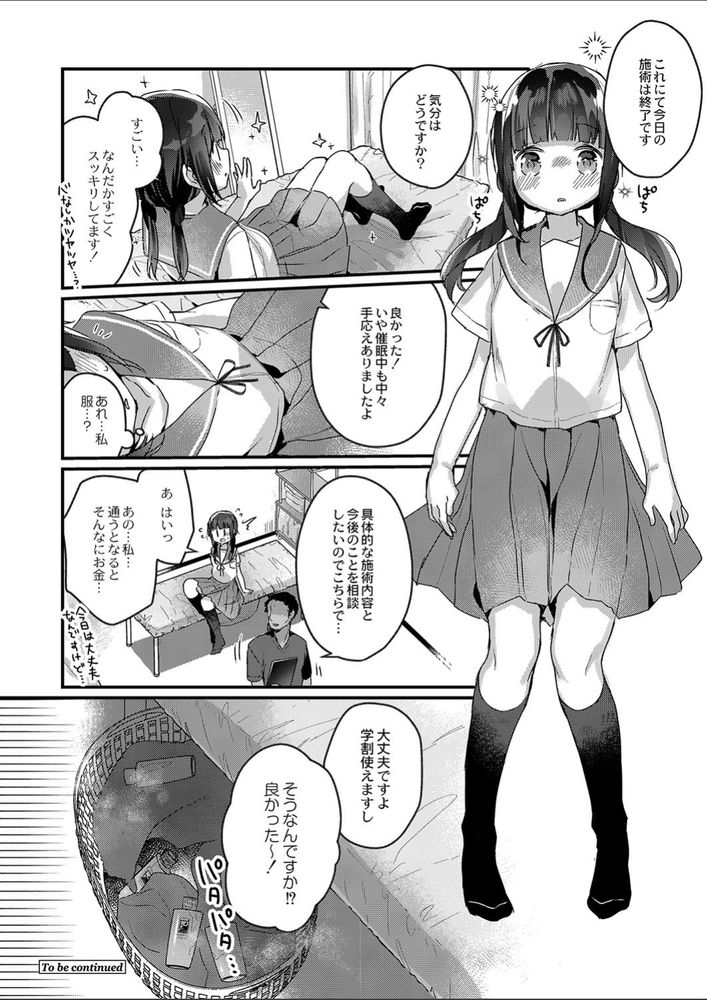 これにて今日の
施術は終了です
ぱち
ぱち
気分は
どうですか?
すごい…
なんだかすごく
スッキリしてます!
なしかツヤツヤ…?
良かった!
いや催眠中も中々
手応えありましたよ
あれ…私
服…?
具体的な施術内容と
今後のことを相談
したいのでこちらで…
あ はいっ
あの…私…
通うとなると
そんなにお金…
今日は大丈夫
なんですけど…
大丈夫ですよ
学割使えますし
そうなんですか!?
良かった〜!
パタ
パタ…
To be continued